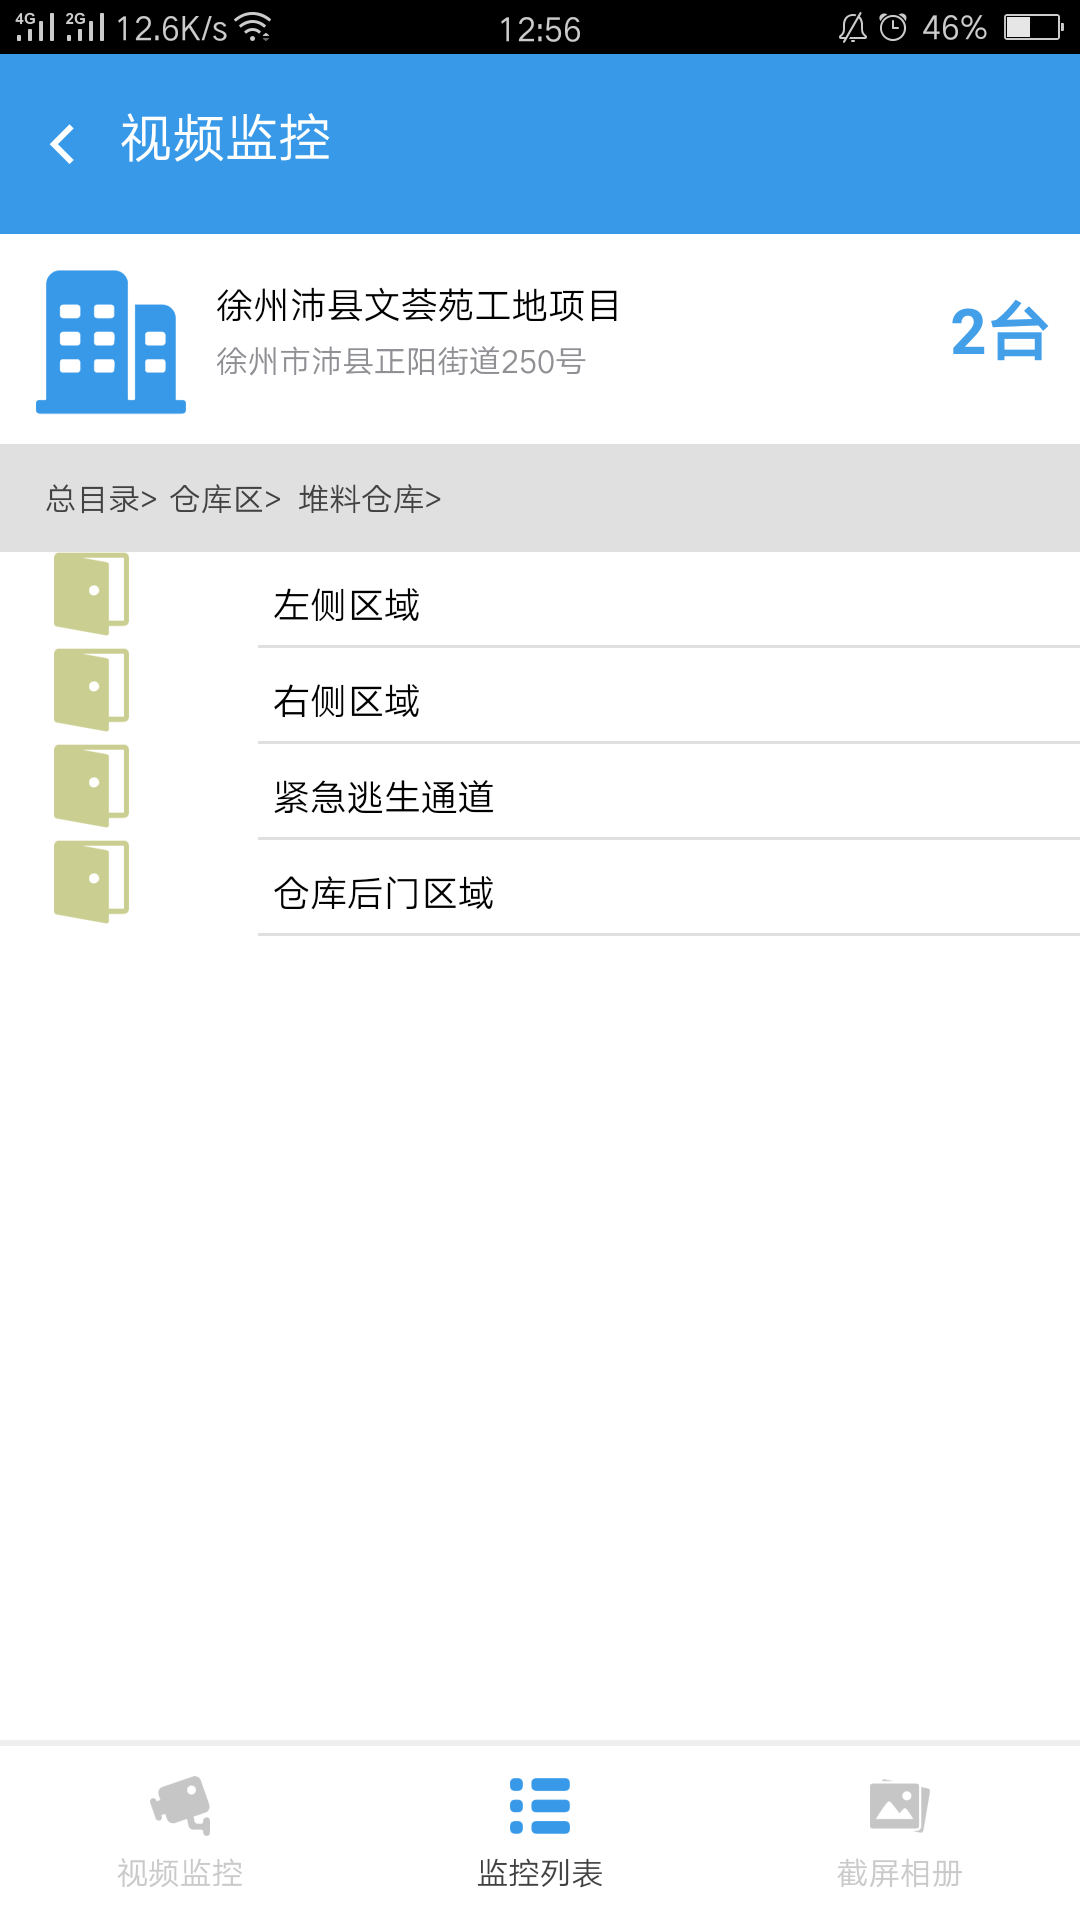 4G 2G 12.6K/s 12:56 46%
视频监控
徐州沛县文荟苑工地项目
徐州市沛县正阳街道250号
2台
总目录> 仓库区> 堆料仓库>
左侧区域
右侧区域
紧急逃生通道
仓库后门区域
视频监控 监控列表 截屏相册